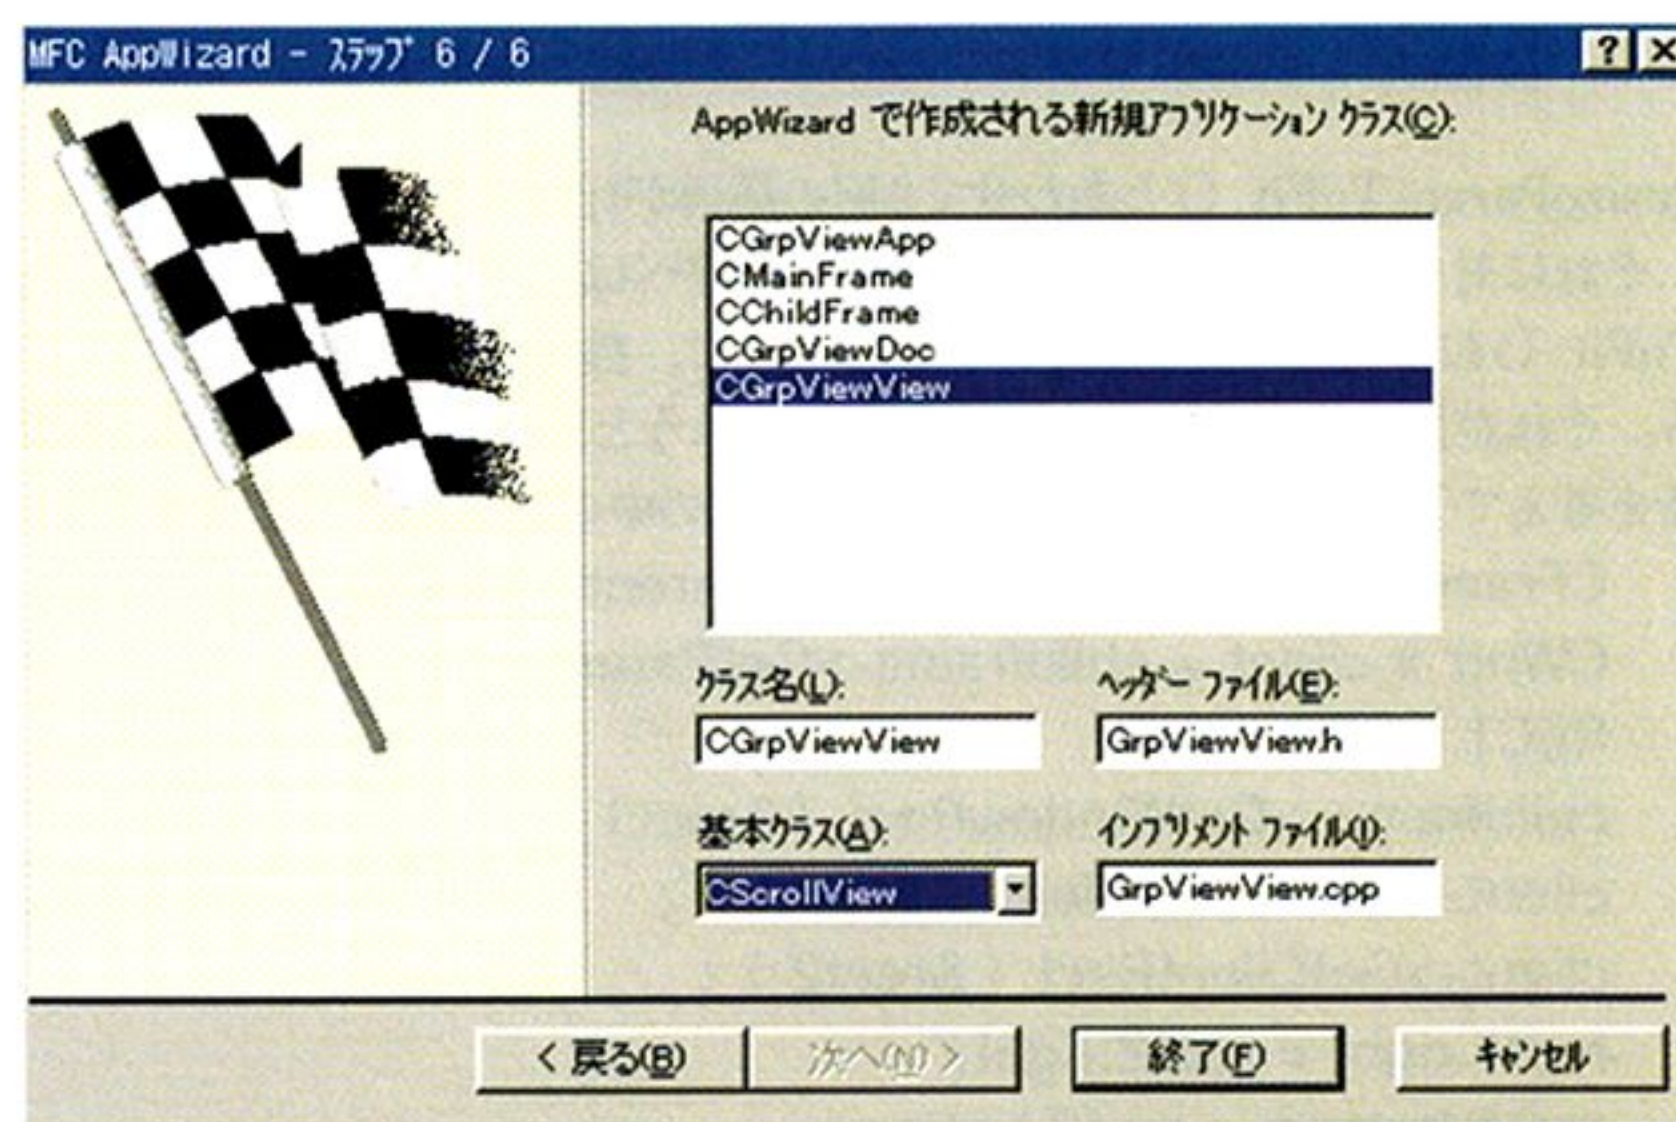 MFC AppWizard - ステップ 6 / 6
AppWizard で作成される新規アプリケーション クラス(C):
CGrpViewApp
CMainFrame
CChildFrame
CGrpViewDoc
CGrpViewView
クラス名(L):
ヘッダー ファイル(E):
CGrpViewView
GrpViewView.h
基本クラス(A):
インプリメント ファイル(I):
CScrollView
GrpViewView.cpp
< 戻る(B)
次へ(N) >
終了(F)
キャンセル